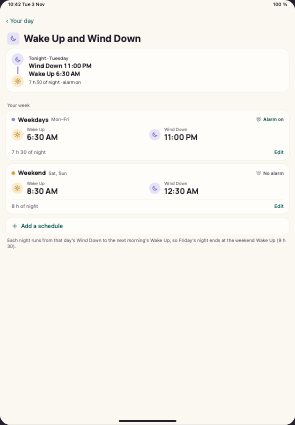 10:42 Tue 3 Nov
100 %
‹ Your day
Wake Up and Wind Down
Tonight · Tuesday
Wind Down 11:00 PM
Wake Up 6:30 AM
7 h 30 of night · alarm on
Your week
Weekdays Mon–Fri
Alarm on
Wake Up
6:30 AM
Wind Down
11:00 PM
7 h 30 of night
Edit
Weekend Sat, Sun
No alarm
Wake Up
8:30 AM
Wind Down
12:30 AM
8 h of night
Edit
+ Add a schedule
Each night runs from that day's Wind Down to the next morning's Wake Up, so Friday's night ends at the weekend Wake Up (9 h
30).